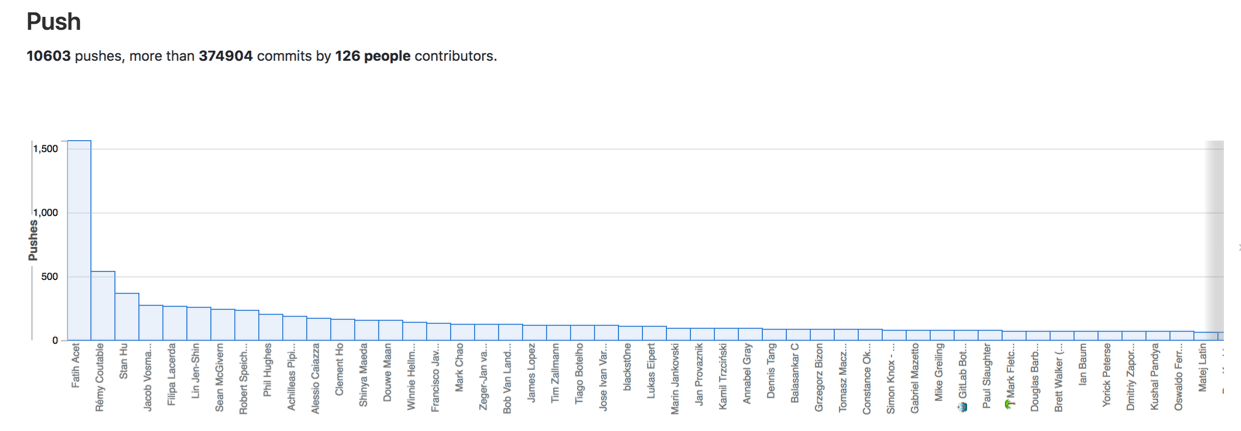 Push
10603 pushes, more than 374904 commits by 126 people contributors.
Pushes
1,500
1,000
500
0
Fatih Acet
Rémy Coutable
Stan Hu
Jacob Vosma...
Filipa Lacerda
Lin Jen-Shin
Sean McGivern
Robert Speich...
Phil Hughes
Achilleas Pipi...
Alessio Caiazza
Clement Ho
Shinya Maeda
Douwe Maan
Winnie Hellm...
Francisco Jav...
Mark Chao
Zeger-Jan va...
Bob Van Land...
James Lopez
Tim Zallmann
Tiago Botelho
Jose Ivan Var...
blackst0ne
Lukas Eipert
Marin Jankovski
Jan Provaznik
Kamil Trzciński
Annabel Gray
Dennis Tang
Balasankar C
Grzegorz Bizon
Tomasz Macz...
Constance Ok...
Simon Knox - ...
Gabriel Mazetto
Mike Greiling
GitLab Bot...
Paul Slaughter
🌴Mark Fletc...
Douglas Barb...
Brett Walker (...
Ian Baum
Yorick Peterse
Dmitriy Zapor...
Kushal Pandya
Oswaldo Ferr...
Matej Latin